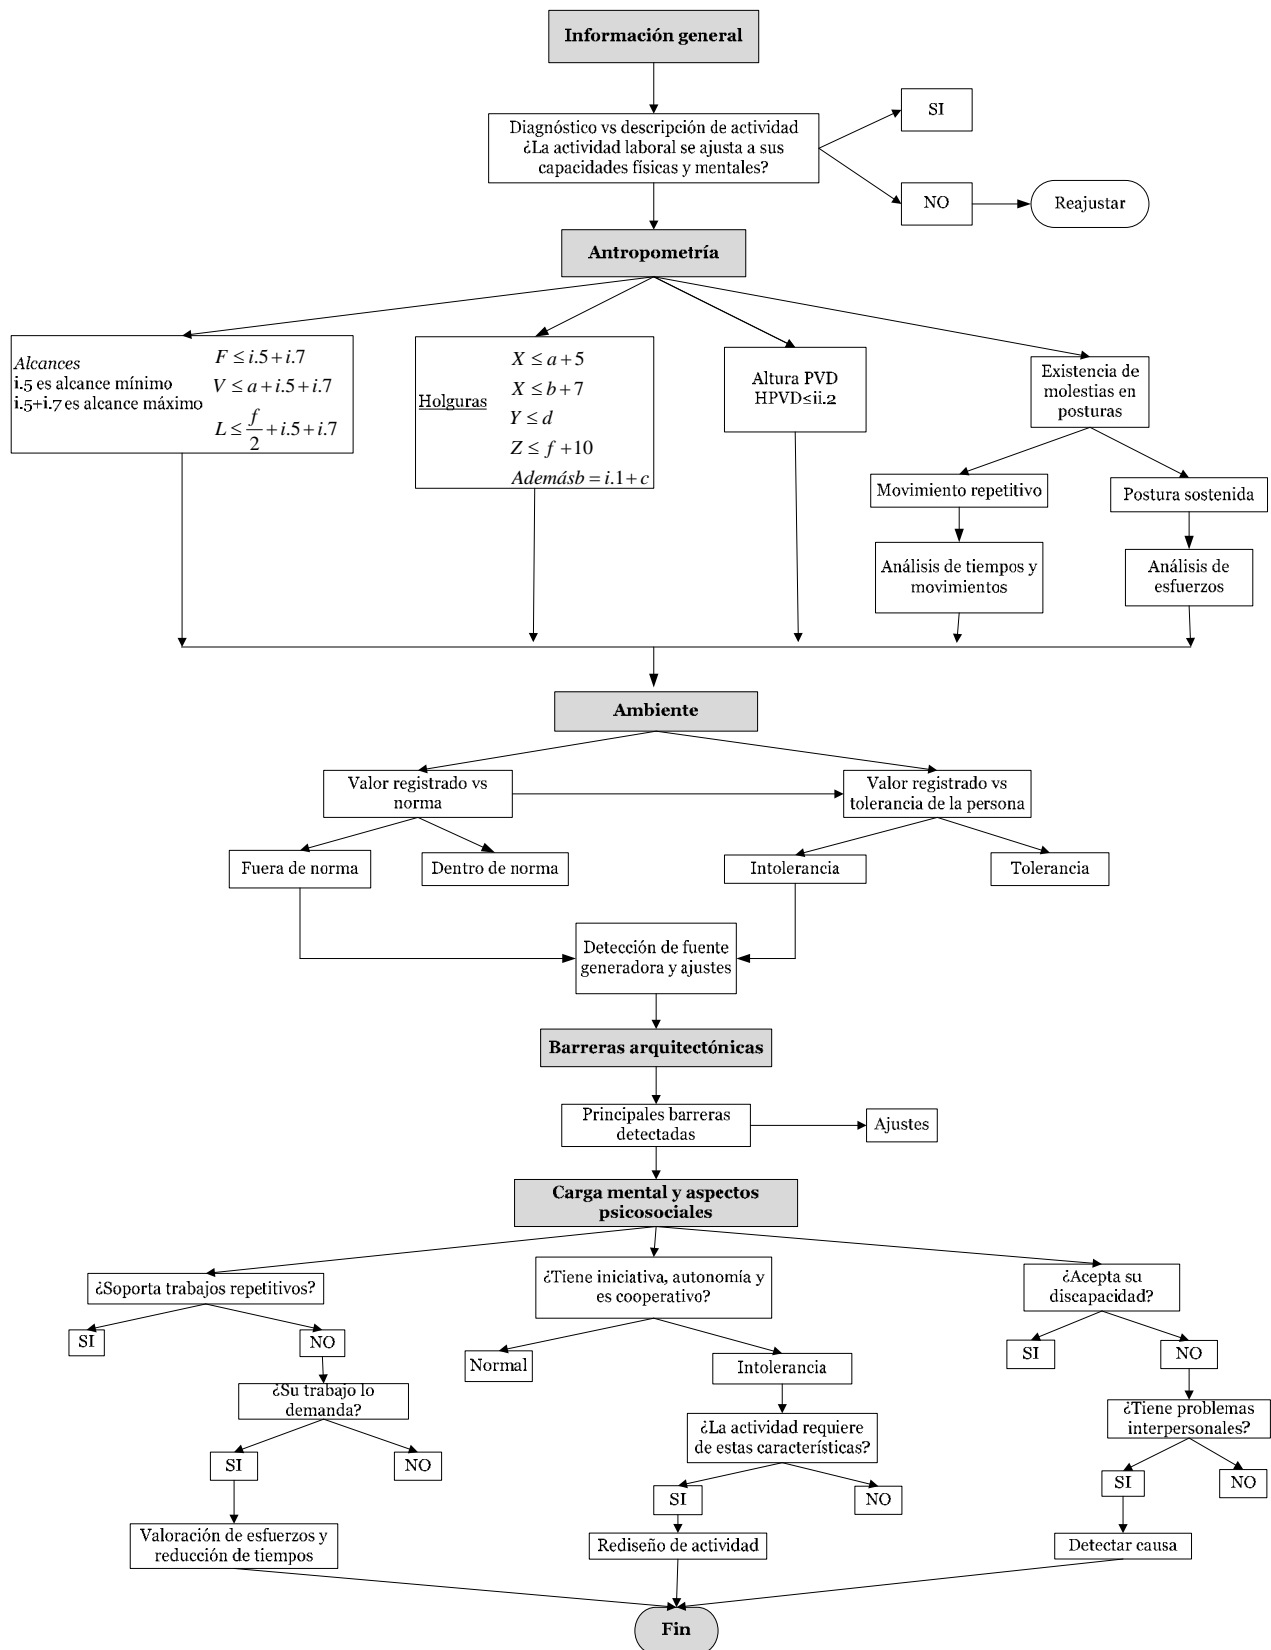 Información general
Diagnóstico vs descripción de actividad
¿La actividad laboral se ajusta a sus
capacidades físicas y mentales?
SI
NO
Reajustar
Antropometría
Alcances
i.5 es alcance mínimo
i.5+i.7 es alcance máximo
F ≤ i.5 + i.7
V ≤ a + i.5 + i.7
L ≤ f/2 + i.5 + i.7
Holguras
X ≤ a + 5
X ≤ b + 7
Y ≤ d
Z ≤ f + 10
Ademásb = i.1 + c
Altura PVD
HPVD≤ii.2
Existencia de
molestias en
posturas
Movimiento repetitivo
Postura sostenida
Análisis de tiempos y
movimientos
Análisis de
esfuerzos
Ambiente
Valor registrado vs
norma
Valor registrado vs
tolerancia de la persona
Fuera de norma
Dentro de norma
Intolerancia
Tolerancia
Detección de fuente
generadora y ajustes
Barreras arquitectónicas
Principales barreras
detectadas
Ajustes
Carga mental y aspectos
psicosociales
¿Soporta trabajos repetitivos?
SI
NO
¿Su trabajo lo
demanda?
SI
NO
Valoración de esfuerzos y
reducción de tiempos
¿Tiene iniciativa, autonomía y
es cooperativo?
Normal
Intolerancia
¿La actividad requiere
de estas características?
SI
NO
Rediseño de actividad
¿Acepta su
discapacidad?
SI
NO
¿Tiene problemas
interpersonales?
SI
NO
Detectar causa
Fin